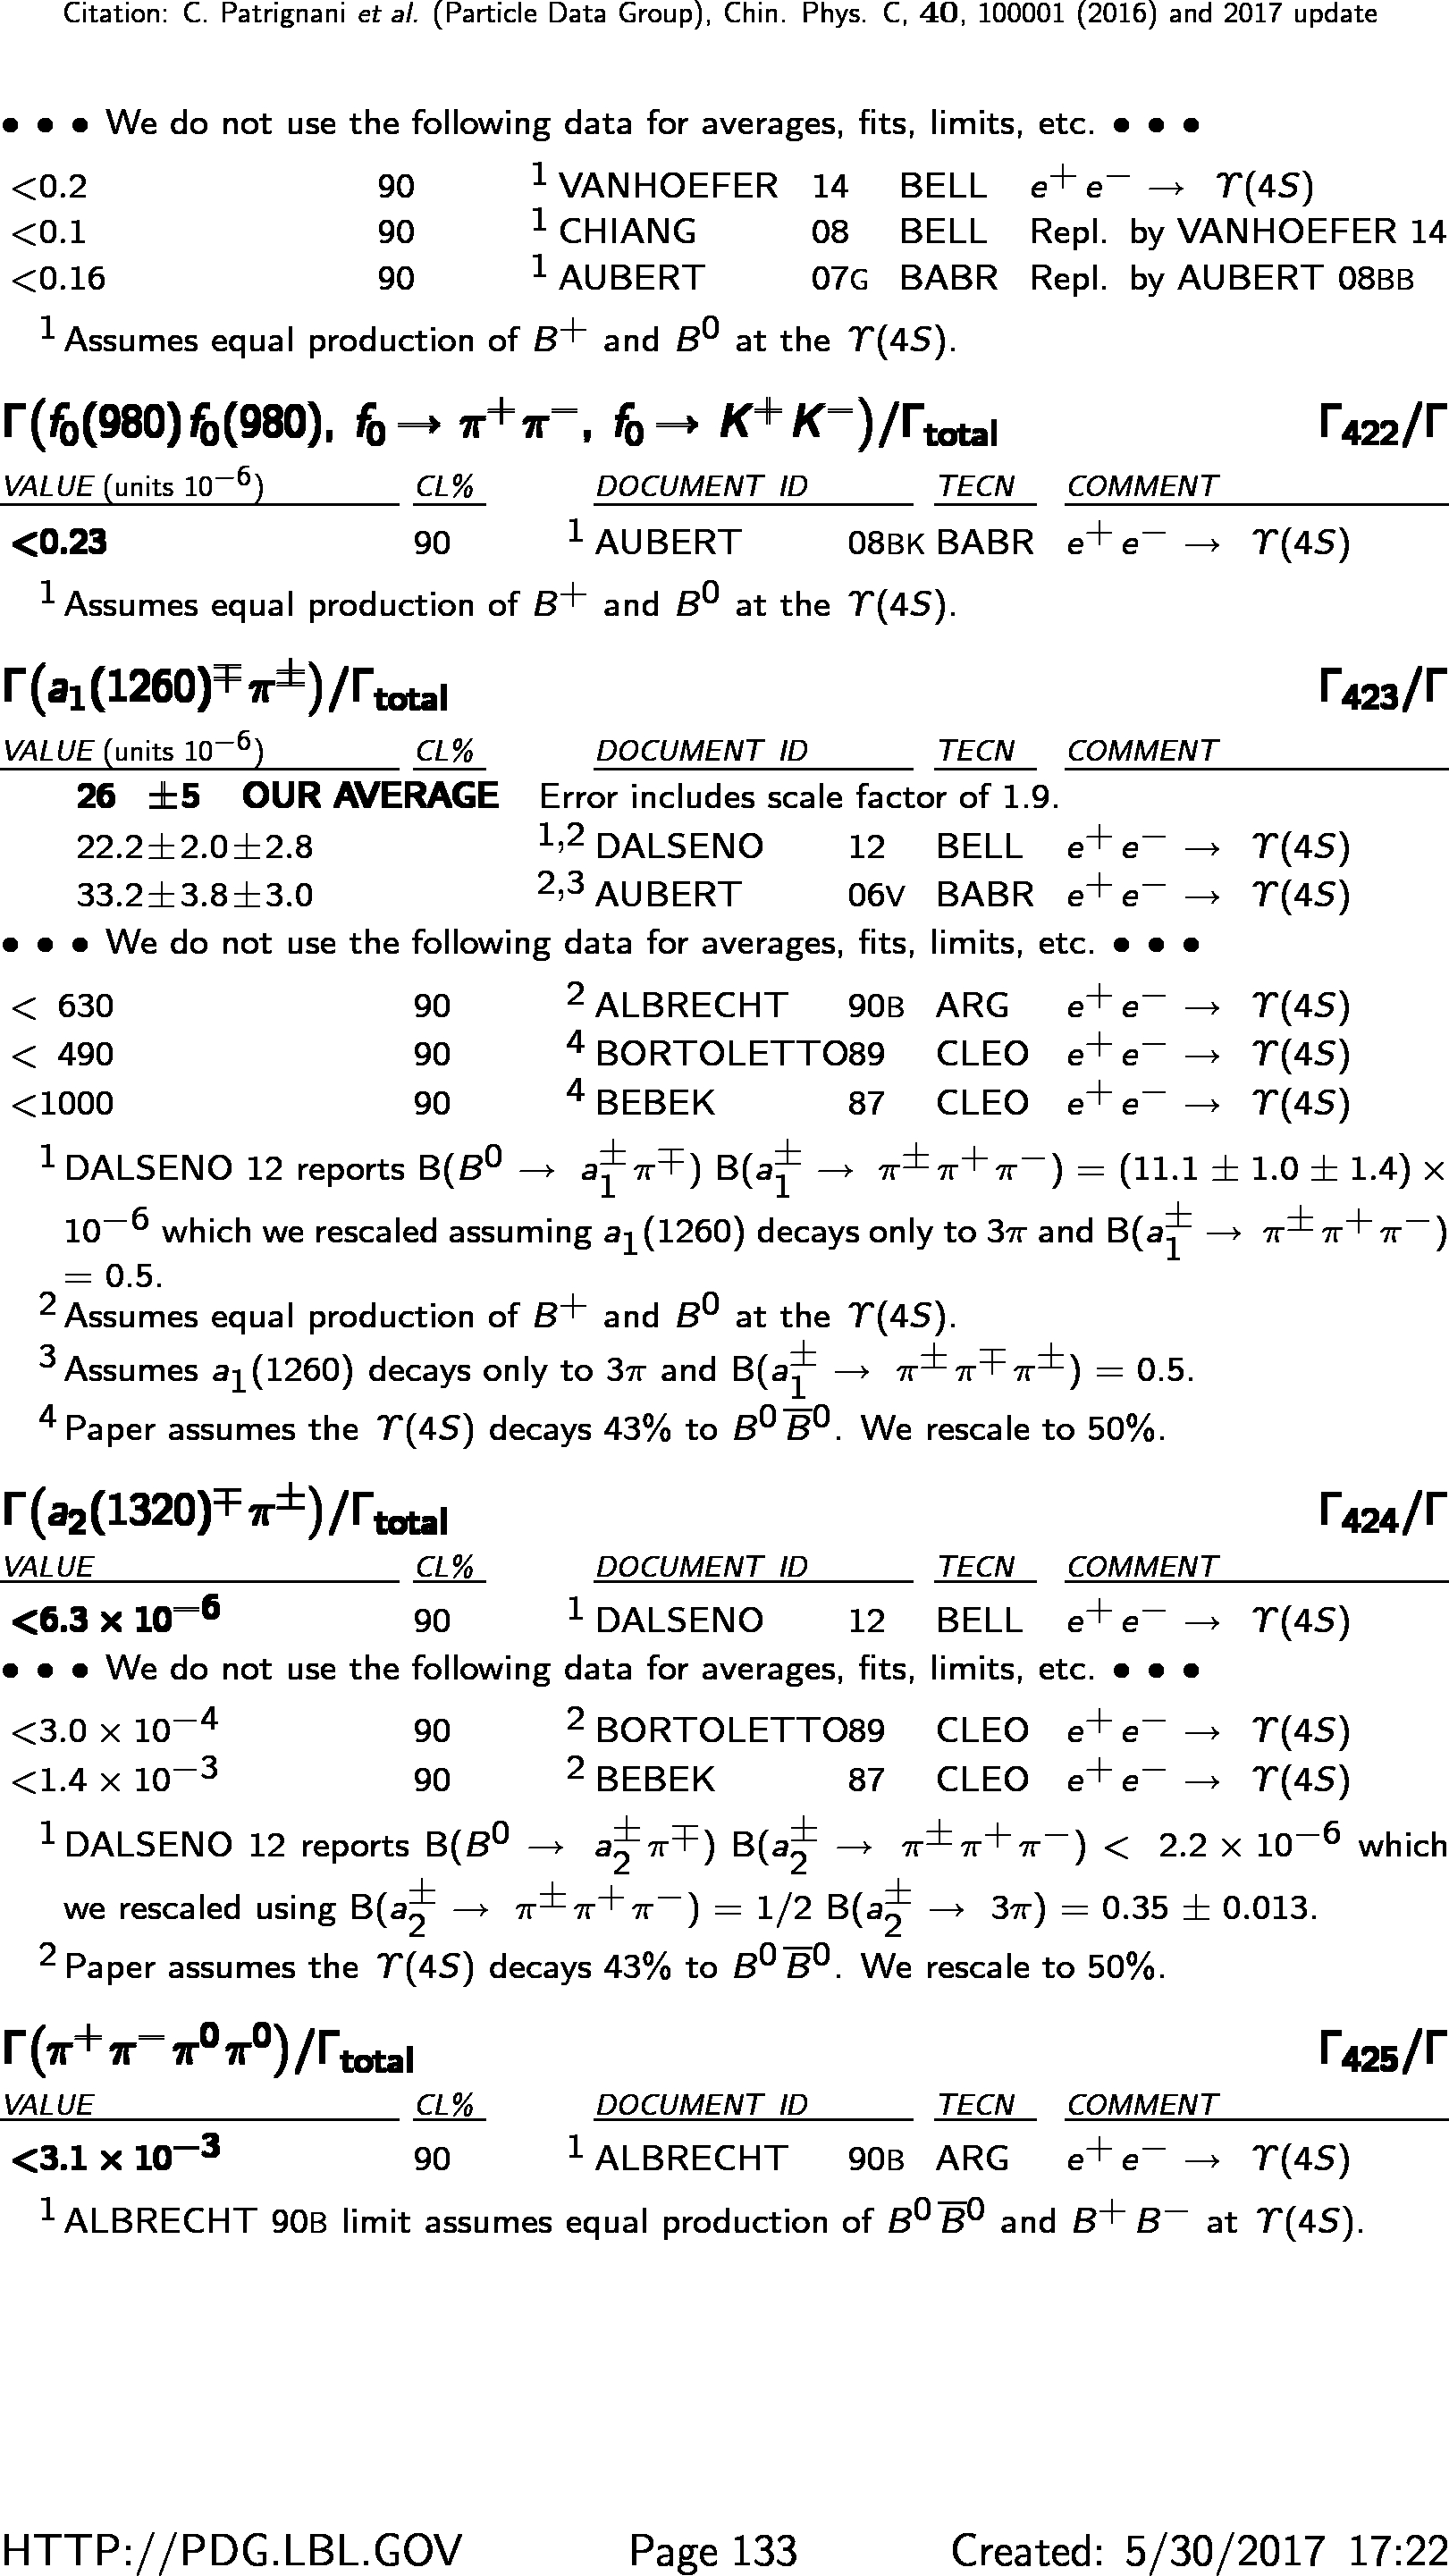 Citation: C. Patrignani et al. (Particle Data Group), Chin. Phys. C, 40, 100001 (2016) and 2017 update
• • • We do not use the following data for averages, fits, limits, etc. • • •
<0.2 90 ¹ VANHOEFER 14 BELL e⁺ e⁻ → ϒ(4S)
<0.1 90 ¹ CHIANG 08 BELL Repl. by VANHOEFER 14
<0.16 90 ¹ AUBERT 07G BABR Repl. by AUBERT 08BB
¹ Assumes equal production of B⁺ and B⁰ at the ϒ(4S).
Γ(f₀(980) f₀(980), f₀ → π⁺ π⁻, f₀ → K⁺ K⁻)/Γ_total Γ₄₂₂/Γ
VALUE (units 10⁻⁶) CL% DOCUMENT ID TECN COMMENT
<0.23 90 ¹ AUBERT 08BK BABR e⁺ e⁻ → ϒ(4S)
¹ Assumes equal production of B⁺ and B⁰ at the ϒ(4S).
Γ(a₁(1260)^∓ π^±)/Γ_total Γ₄₂₃/Γ
VALUE (units 10⁻⁶) CL% DOCUMENT ID TECN COMMENT
26 ±5 OUR AVERAGE Error includes scale factor of 1.9.
22.2±2.0±2.8 ¹,² DALSENO 12 BELL e⁺ e⁻ → ϒ(4S)
33.2±3.8±3.0 ²,³ AUBERT 06V BABR e⁺ e⁻ → ϒ(4S)
• • • We do not use the following data for averages, fits, limits, etc. • • •
< 630 90 ² ALBRECHT 90B ARG e⁺ e⁻ → ϒ(4S)
< 490 90 ⁴ BORTOLETTO89 CLEO e⁺ e⁻ → ϒ(4S)
<1000 90 ⁴ BEBEK 87 CLEO e⁺ e⁻ → ϒ(4S)
¹ DALSENO 12 reports B(B⁰ → a₁^± π^∓) B(a₁^± → π^± π⁺ π⁻) = (11.1 ± 1.0 ± 1.4) ×
10⁻⁶ which we rescaled assuming a₁(1260) decays only to 3π and B(a₁^± → π^± π⁺ π⁻)
= 0.5.
² Assumes equal production of B⁺ and B⁰ at the ϒ(4S).
³ Assumes a₁(1260) decays only to 3π and B(a₁^± → π^± π^∓ π^±) = 0.5.
⁴ Paper assumes the ϒ(4S) decays 43% to B⁰ B̅⁰. We rescale to 50%.
Γ(a₂(1320)^∓ π^±)/Γ_total Γ₄₂₄/Γ
VALUE CL% DOCUMENT ID TECN COMMENT
<6.3 × 10⁻⁶ 90 ¹ DALSENO 12 BELL e⁺ e⁻ → ϒ(4S)
• • • We do not use the following data for averages, fits, limits, etc. • • •
<3.0 × 10⁻⁴ 90 ² BORTOLETTO89 CLEO e⁺ e⁻ → ϒ(4S)
<1.4 × 10⁻³ 90 ² BEBEK 87 CLEO e⁺ e⁻ → ϒ(4S)
¹ DALSENO 12 reports B(B⁰ → a₂^± π^∓) B(a₂^± → π^± π⁺ π⁻) < 2.2 × 10⁻⁶ which
we rescaled using B(a₂^± → π^± π⁺ π⁻) = 1/2 B(a₂^± → 3π) = 0.35 ± 0.013.
² Paper assumes the ϒ(4S) decays 43% to B⁰ B̅⁰. We rescale to 50%.
Γ(π⁺ π⁻ π⁰ π⁰)/Γ_total Γ₄₂₅/Γ
VALUE CL% DOCUMENT ID TECN COMMENT
<3.1 × 10⁻³ 90 ¹ ALBRECHT 90B ARG e⁺ e⁻ → ϒ(4S)
¹ ALBRECHT 90B limit assumes equal production of B⁰ B̅⁰ and B⁺ B⁻ at ϒ(4S).
HTTP://PDG.LBL.GOV Page 133 Created: 5/30/2017 17:22